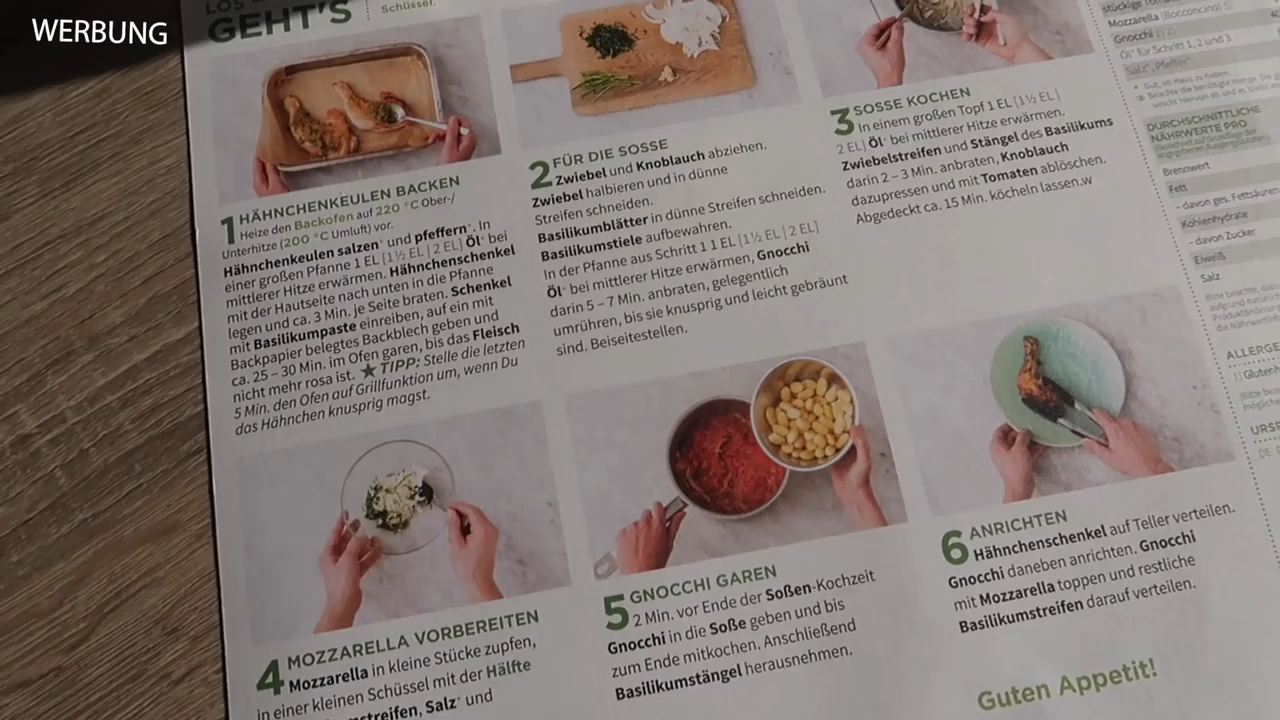 WERBUNG
LOS
GEHT'S
Schüssel.
1 HÄHNCHENKEULEN BACKEN
Heize den Backofen auf 220 °C Ober-/
Unterhitze (200 °C Umluft) vor.
Hähnchenkeulen salzen* und pfeffern*. In
einer großen Pfanne 1 EL [1½ EL | 2 EL] Öl* bei
mittlerer Hitze erwärmen. Hähnchenschenkel
mit der Hautseite nach unten in die Pfanne
legen und ca. 3 Min. je Seite braten. Schenkel
mit Basilikumpaste einreiben, auf ein mit
Backpapier belegtes Backblech geben und
ca. 25 – 30 Min. im Ofen garen, bis das Fleisch
nicht mehr rosa ist. ★TIPP: Stelle die letzten
5 Min. den Ofen auf Grillfunktion um, wenn Du
das Hähnchen knusprig magst.
2 FÜR DIE SOSSE
Zwiebel und Knoblauch abziehen.
Zwiebel halbieren und in dünne
Streifen schneiden.
Basilikumblätter in dünne Streifen schneiden.
Basilikumstiele aufbewahren.
In der Pfanne aus Schritt 1 1 EL [1½ EL | 2 EL]
Öl* bei mittlerer Hitze erwärmen, Gnocchi
darin 5 – 7 Min. anbraten, gelegentlich
umrühren, bis sie knusprig und leicht gebräunt
sind. Beiseitestellen.
3 SOSSE KOCHEN
In einem großen Topf 1 EL [1½ EL |
2 EL] Öl* bei mittlerer Hitze erwärmen.
Zwiebelstreifen und Stängel des Basilikums
darin 2 – 3 Min. anbraten, Knoblauch
dazupressen und mit Tomaten ablöschen.
Abgedeckt ca. 15 Min. köcheln lassen.w
4 MOZZARELLA VORBEREITEN
Mozzarella in kleine Stücke zupfen,
in einer kleinen Schüssel mit der Hälfte
streifen, Salz* und
5 GNOCCHI GAREN
2 Min. vor Ende der Soßen-Kochzeit
Gnocchi in die Soße geben und bis
zum Ende mitkochen. Anschließend
Basilikumstängel herausnehmen.
6 ANRICHTEN
Hähnchenschenkel auf Teller verteilen.
Gnocchi daneben anrichten. Gnocchi
mit Mozzarella toppen und restliche
Basilikumstreifen darauf verteilen.
Guten Appetit!
Mozzarella (Bocconcino)
Gnocchi
Öl* für Schritt 1, 2 und 3
Salz*, Pfeffer*
DURCHSCHNITTLICHE
NÄHRWERTE PRO
Brennwert
Fett
- davon ges. Fettsäuren
Kohlenhydrate
- davon Zucker
Eiweiß
Salz
ALLERGE